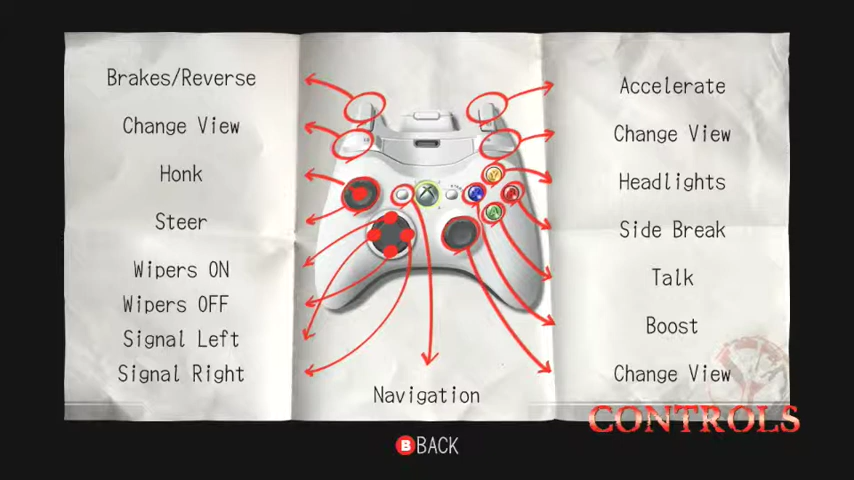 Brakes/Reverse
Change View
Honk
Steer
Wipers ON
Wipers OFF
Signal Left
Signal Right
Navigation
Accelerate
Change View
Headlights
Side Break
Talk
Boost
Change View
CONTROLS
B BACK